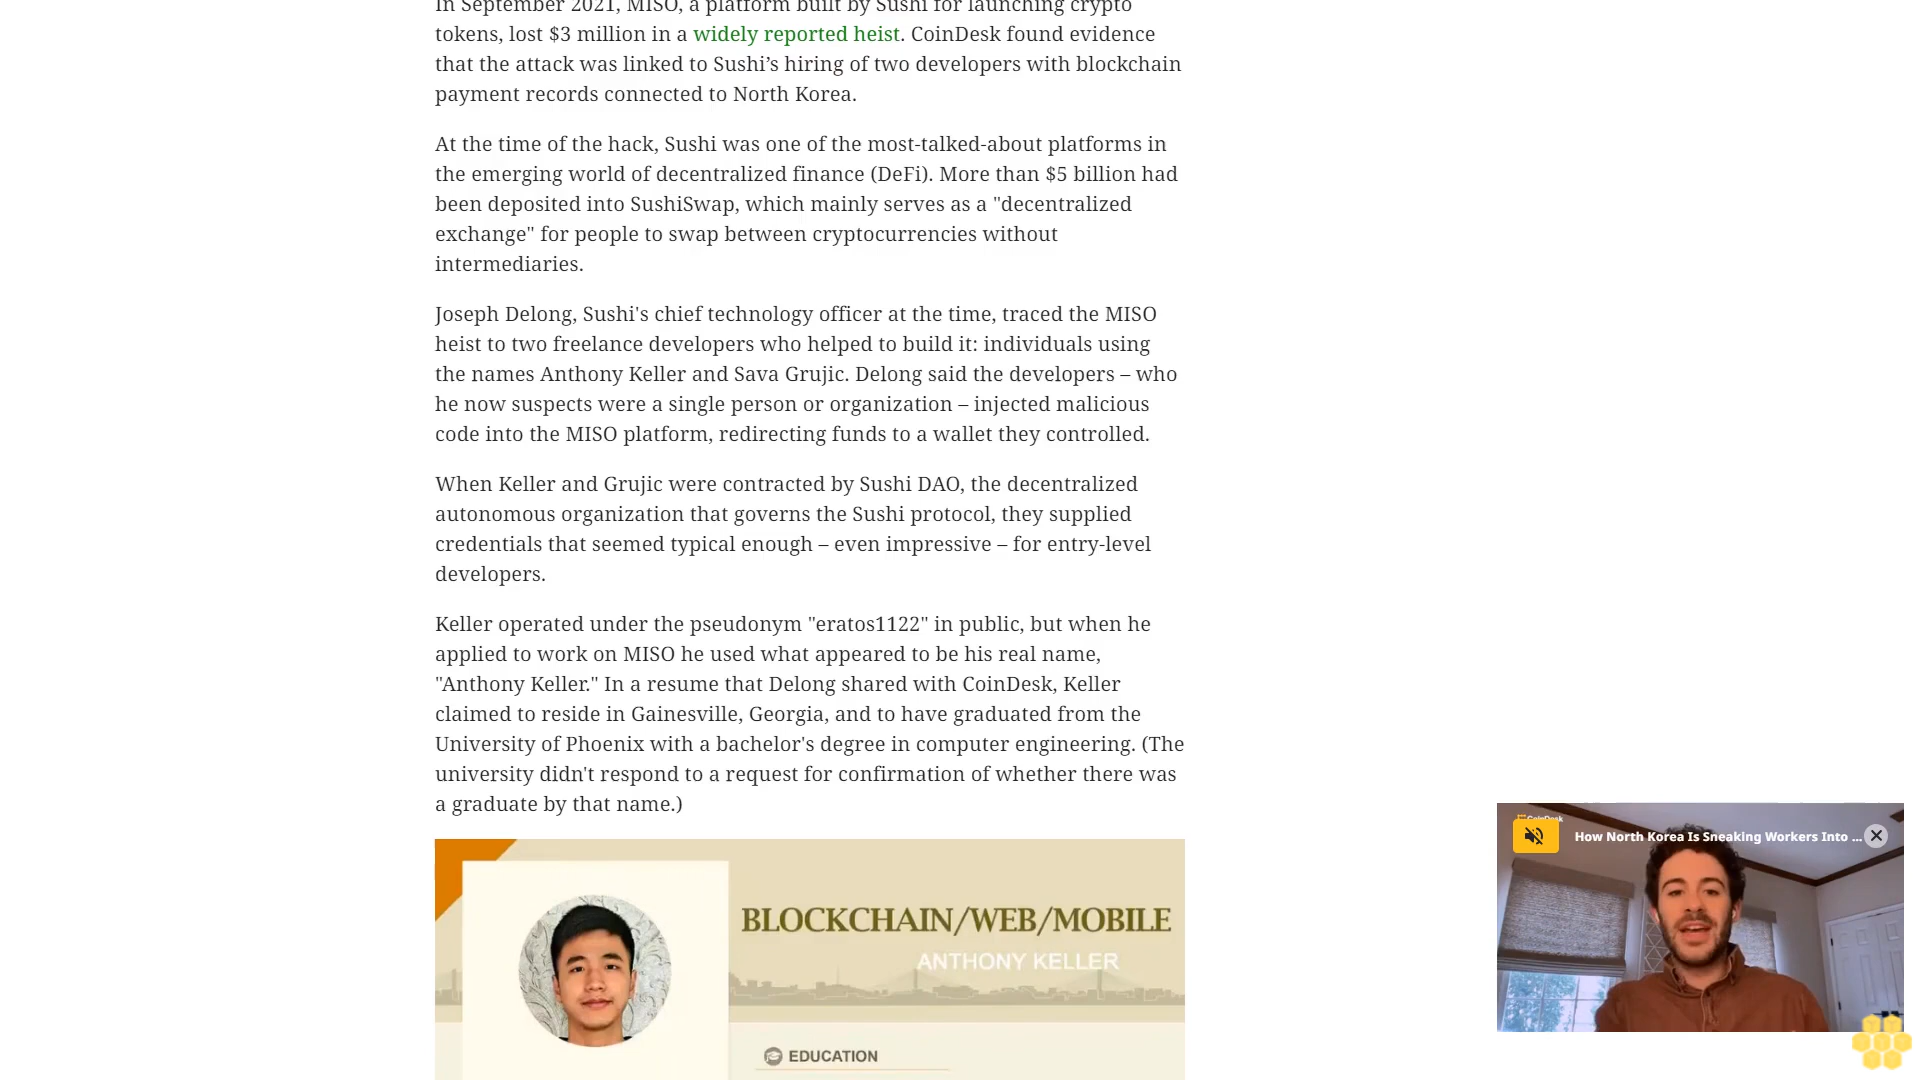 In September 2021, MISO, a platform built by Sushi for launching crypto
tokens, lost $3 million in a widely reported heist. CoinDesk found evidence
that the attack was linked to Sushi’s hiring of two developers with blockchain
payment records connected to North Korea.
At the time of the hack, Sushi was one of the most-talked-about platforms in
the emerging world of decentralized finance (DeFi). More than $5 billion had
been deposited into SushiSwap, which mainly serves as a "decentralized
exchange" for people to swap between cryptocurrencies without
intermediaries.
Joseph Delong, Sushi's chief technology officer at the time, traced the MISO
heist to two freelance developers who helped to build it: individuals using
the names Anthony Keller and Sava Grujic. Delong said the developers – who
he now suspects were a single person or organization – injected malicious
code into the MISO platform, redirecting funds to a wallet they controlled.
When Keller and Grujic were contracted by Sushi DAO, the decentralized
autonomous organization that governs the Sushi protocol, they supplied
credentials that seemed typical enough – even impressive – for entry-level
developers.
Keller operated under the pseudonym "eratos1122" in public, but when he
applied to work on MISO he used what appeared to be his real name,
"Anthony Keller." In a resume that Delong shared with CoinDesk, Keller
claimed to reside in Gainesville, Georgia, and to have graduated from the
University of Phoenix with a bachelor's degree in computer engineering. (The
university didn't respond to a request for confirmation of whether there was
a graduate by that name.)
BLOCKCHAIN/WEB/MOBILE
ANTHONY KELLER
EDUCATION
CoinDesk
How North Korea Is Sneaking Workers Into ...